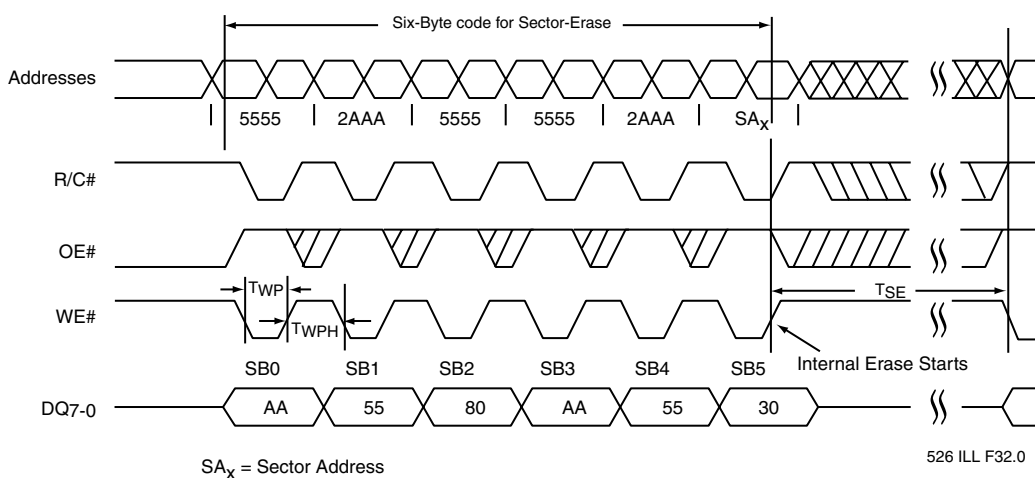 Six-Byte code for Sector-Erase
Addresses
5555 2AAA 5555 5555 2AAA SAX
R/C#
OE#
TWP
TSE
WE#
TWPH
Internal Erase Starts
SB0 SB1 SB2 SB3 SB4 SB5
DQ7-0 AA 55 80 AA 55 30
526 ILL F32.0
SAX = Sector Address